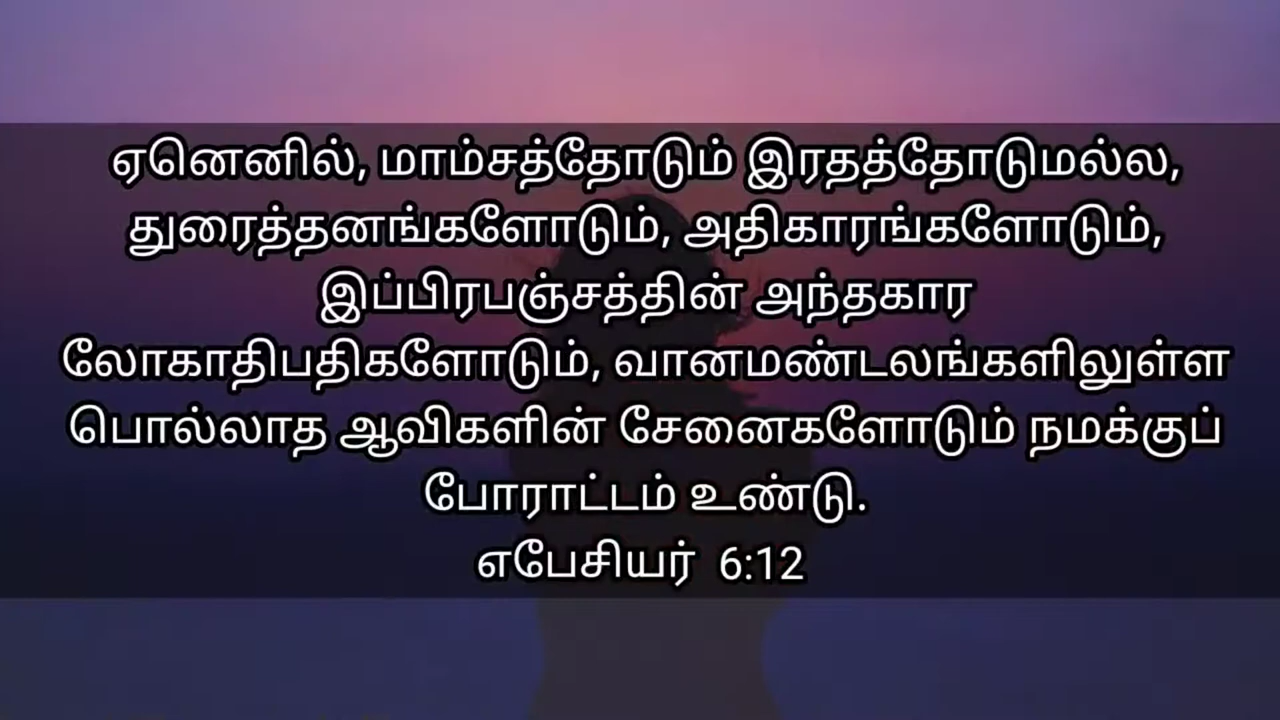 ஏனெனில், மாம்சத்தோடும் இரதத்தோடுமல்ல,
துரைத்தனங்களோடும், அதிகாரங்களோடும்,
இப்பிரபஞ்சத்தின் அந்தகார
லோகாதிபதிகளோடும், வானமண்டலங்களிலுள்ள
பொல்லாத ஆவிகளின் சேனைகளோடும் நமக்குப்
போராட்டம் உண்டு.
எபேசியர் 6:12